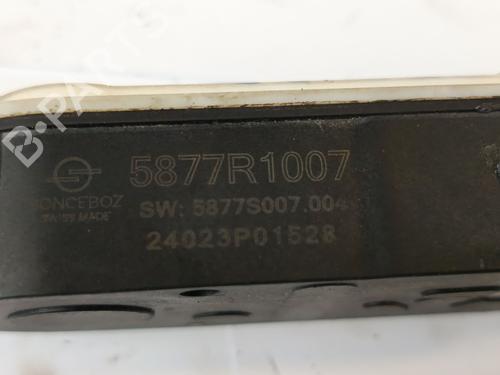 B-PARTS
5877R1007
SONCEBOZ
SWISS MADE
SW: 5877S007.004
24023P01528